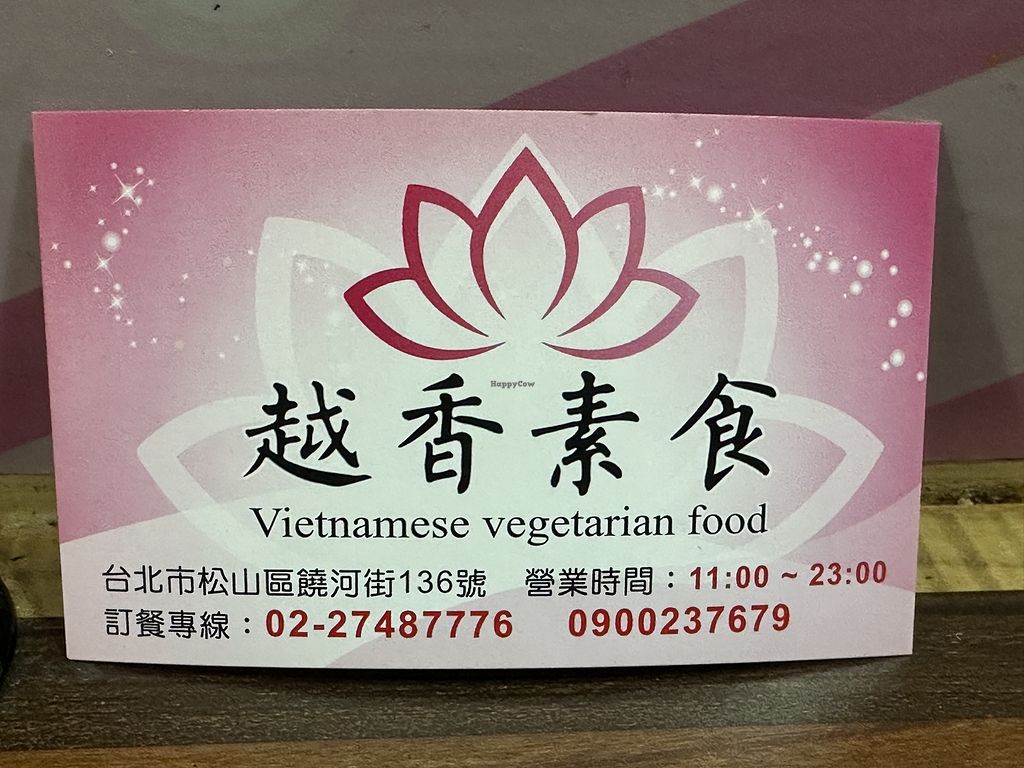 HappyCow
越香素食
Vietnamese vegetarian food
台北市松山區饒河街136號 營業時間：11:00 ~ 23:00
訂餐專線：02-27487776 0900237679